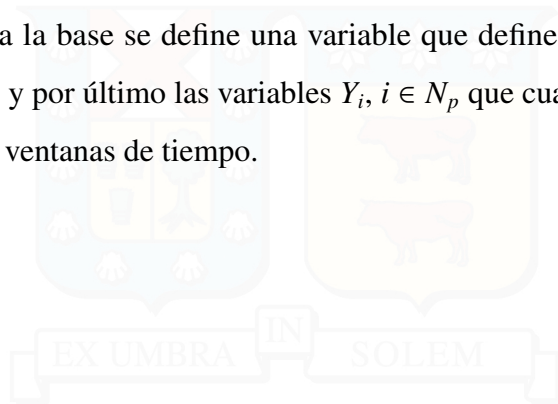 a la base se define una variable que define
y por último las variables Y_i, i ∈ N_p que cua
ventanas de tiempo.
EX UMBRA IN SOLEM